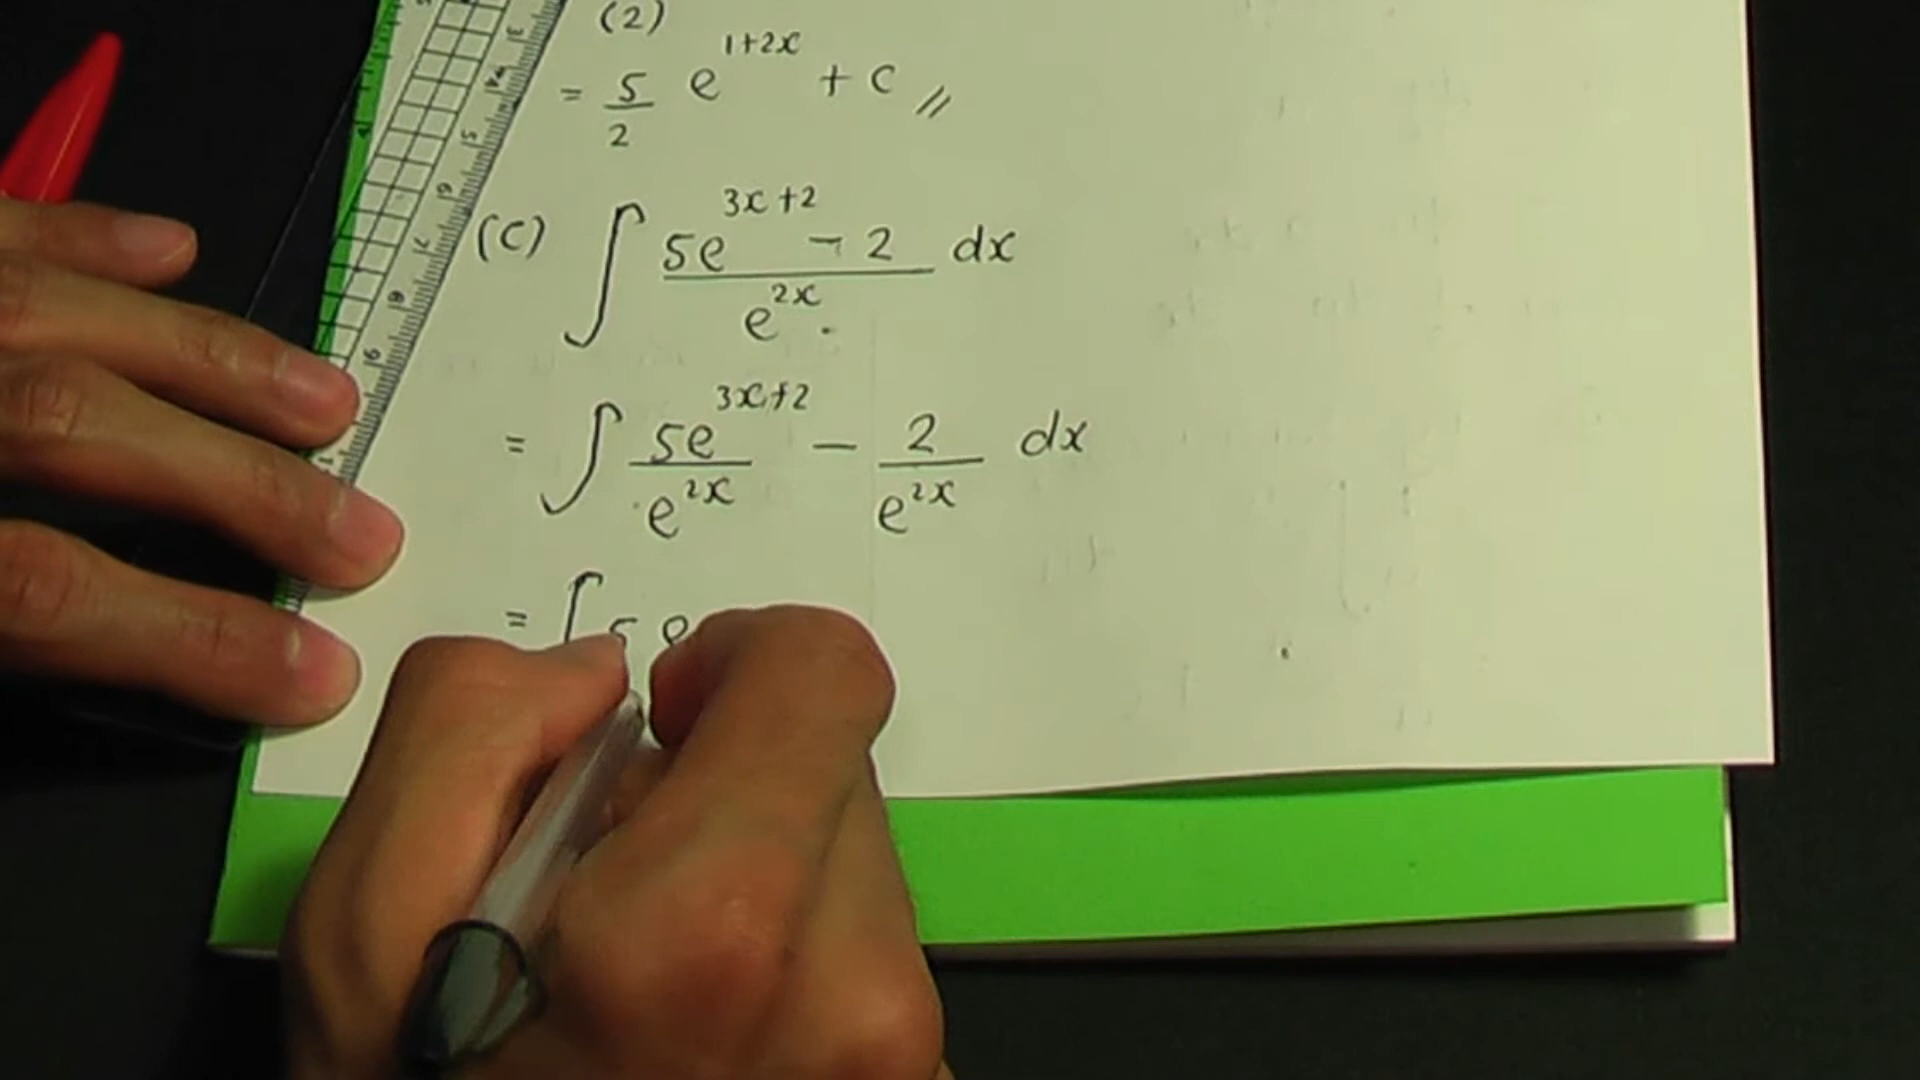 (2)
= 5/2 e^(1+2x) + c //
(C) ∫ (5e^(3x+2) - 2)/e^(2x) dx
= ∫ 5e^(3x+2)/e^(2x) - 2/e^(2x) dx
= ∫ 5e